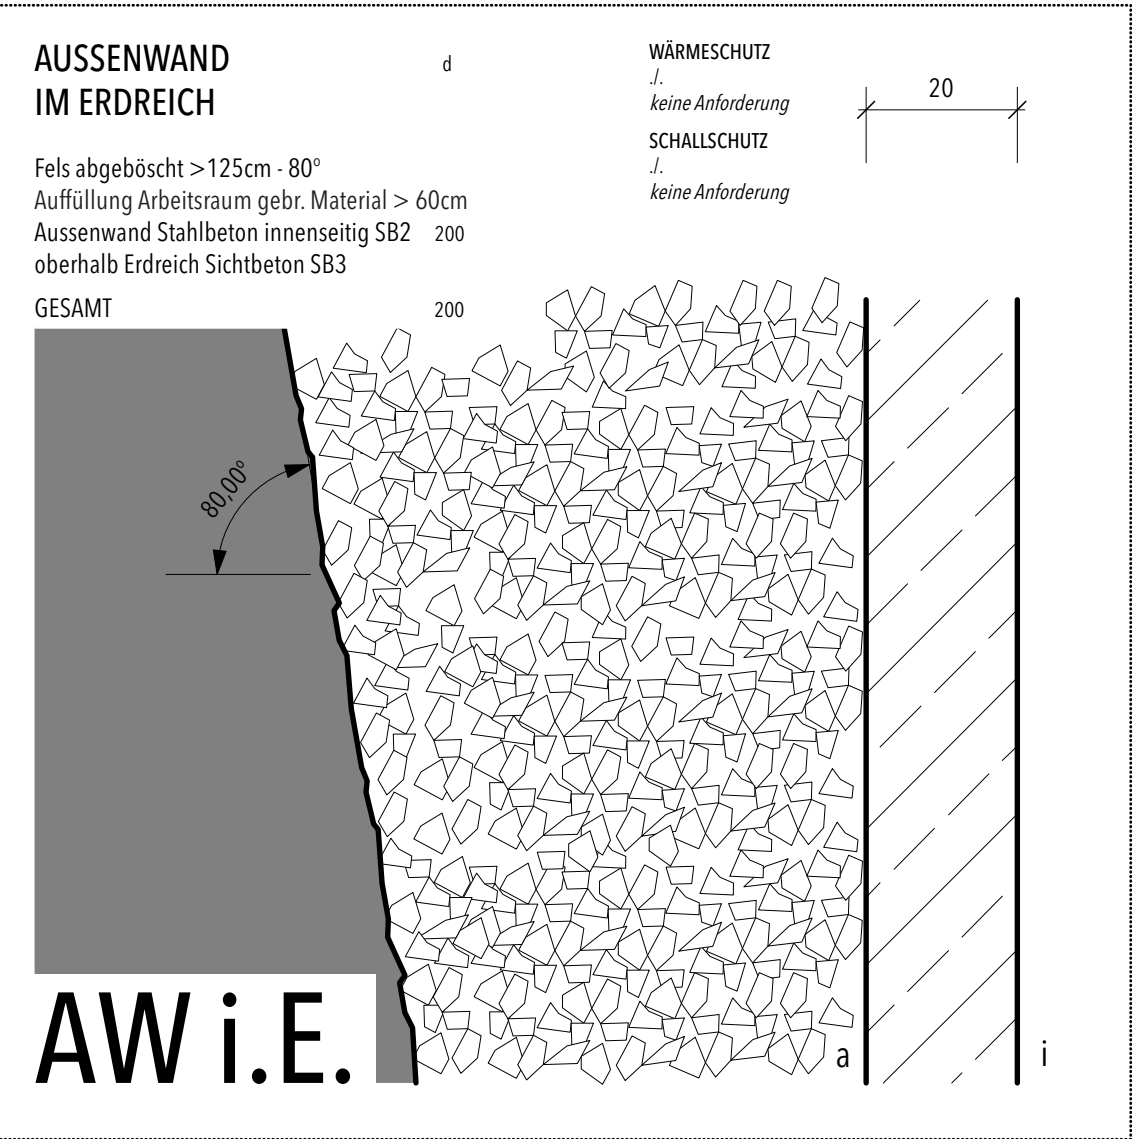 AUSSENWAND
d
IM ERDREICH
Fels abgeböscht >125cm - 80°
Auffüllung Arbeitsraum gebr. Material > 60cm
Aussenwand Stahlbeton innenseitig SB2 200
oberhalb Erdreich Sichtbeton SB3
GESAMT 200
WÄRMESCHUTZ
./.
keine Anforderung
SCHALLSCHUTZ
./.
keine Anforderung
20
80,00°
AW i.E.
a
i